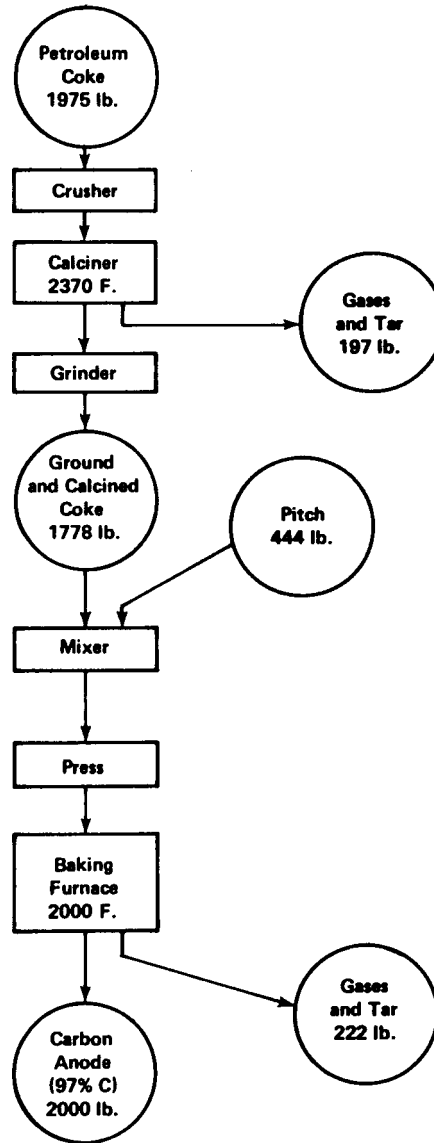 Petroleum
Coke
1975 lb.
Crusher
Calciner
2370 F.
Gases
and Tar
197 lb.
Grinder
Ground
and Calcined
Coke
1778 lb.
Pitch
444 lb.
Mixer
Press
Baking
Furnace
2000 F.
Gases
and Tar
222 lb.
Carbon
Anode
(97% C)
2000 lb.